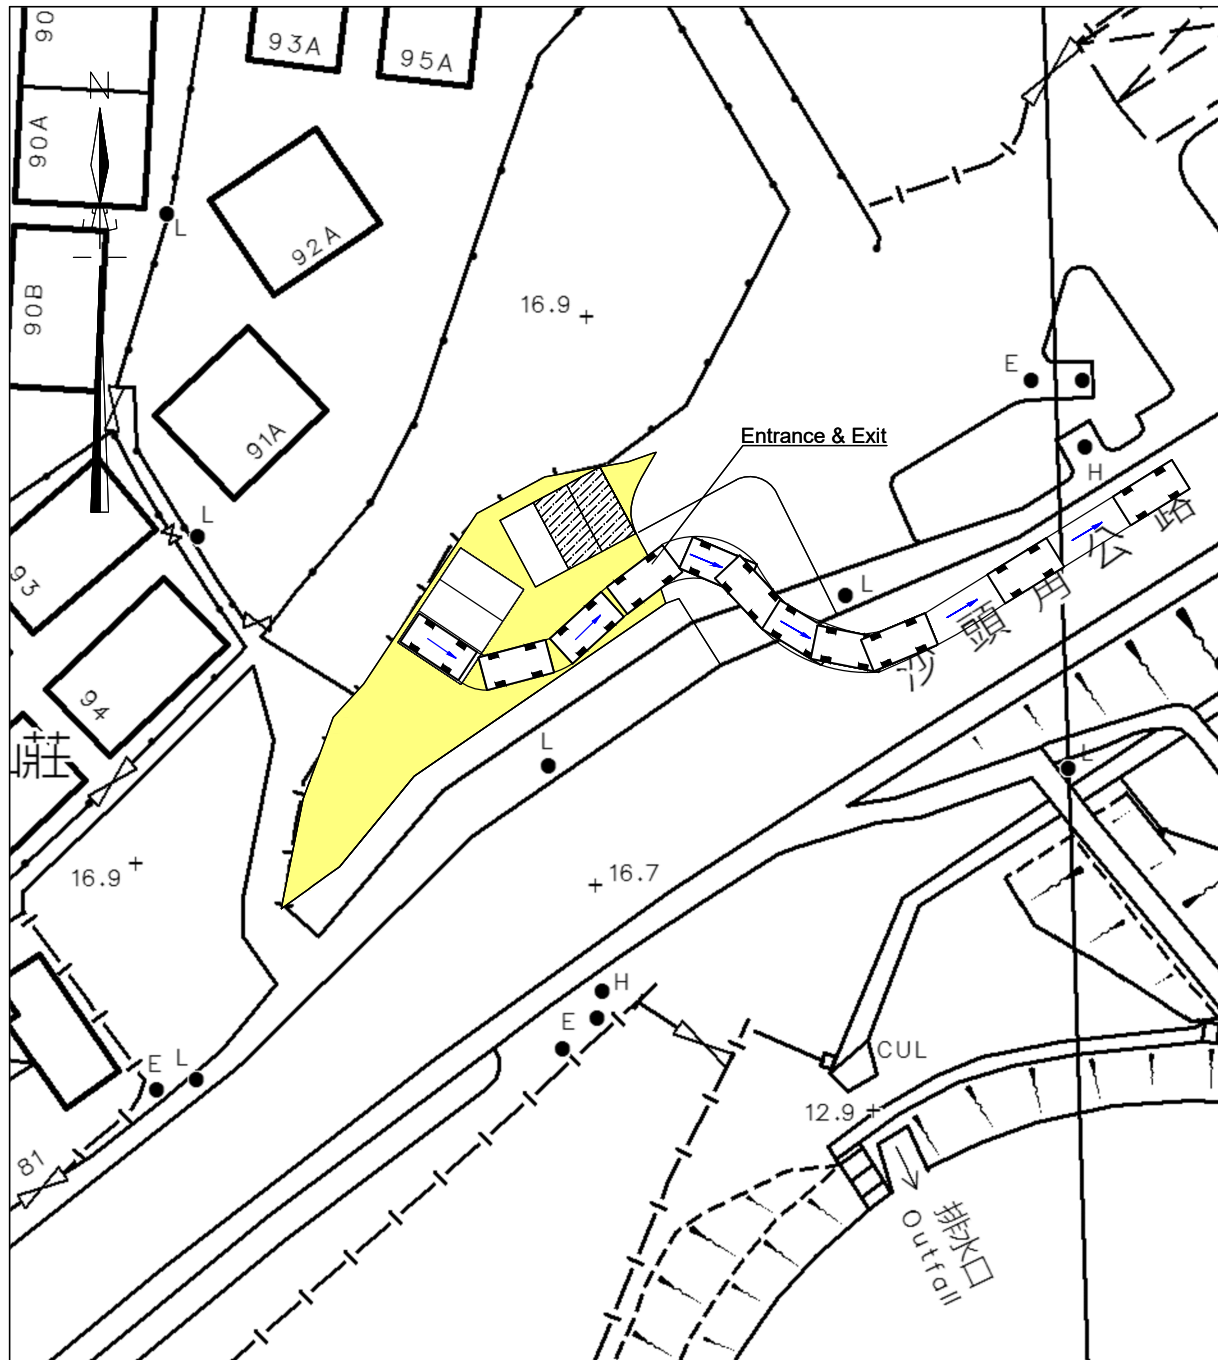 90
93A
95A
N
90A
L
92A
90B
16.9
E
91A
Entrance & Exit
H
L
93
L
沙頭角公路
94
L
L
莊
16.9
16.7
H
E
E
L
CUL
12.9
81
排水口
Outfall